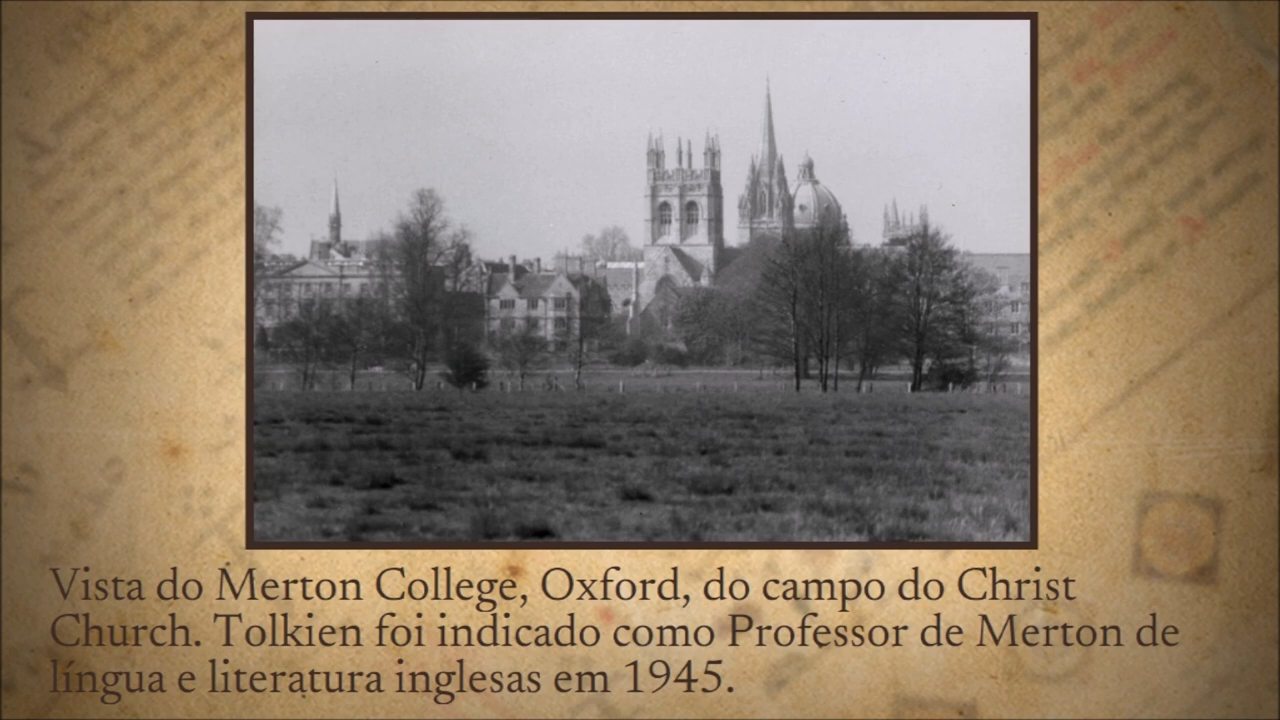 Vista do Merton College, Oxford, do campo do Christ
Church. Tolkien foi indicado como Professor de Merton de
língua e literatura inglesas em 1945.